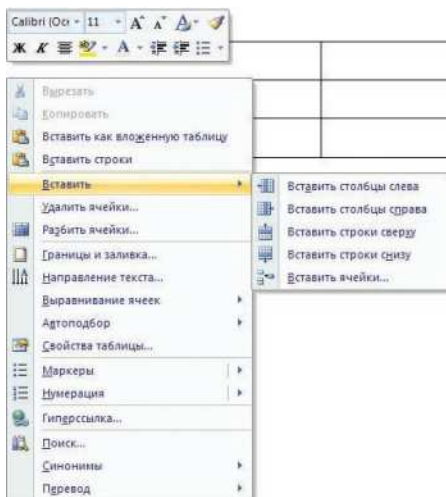 Calibri (Осн 11 А А А
Ж К А
Вырезать
Копировать
Вставить как вложенную таблицу
Вставить строки
Вставить
Удалить ячейки...
Разбить ячейки...
Границы и заливка...
Направление текста...
Выравнивание ячеек
Автоподбор
Свойства таблицы...
Маркеры
Нумерация
Гиперссылка...
Поиск...
Синонимы
Перевод
Вставить столбцы слева
Вставить столбцы справа
Вставить строки сверху
Вставить строки снизу
Вставить ячейки...